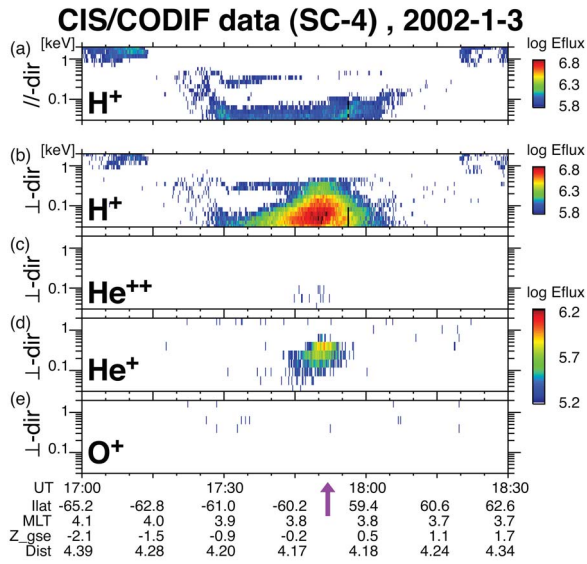 CIS/CODIF data (SC-4) , 2002-1-3
(a) [keV] log Eflux
//-dir 1 0.1 H+ 6.8 6.3 5.8
(b) [keV] log Eflux
⊥-dir 1 0.1 H+ 6.8 6.3 5.8
(c)
⊥-dir 1 0.1 He++ log Eflux
(d) 6.2
⊥-dir 1 0.1 He+ 5.7
(e) 5.2
⊥-dir 1 0.1 O+
UT 17:00 17:30 18:00 18:30
Ilat -65.2 -62.8 -61.0 -60.2 59.4 60.6 62.6
MLT 4.1 4.0 3.9 3.8 3.8 3.7 3.7
Z_gse -2.1 -1.5 -0.9 -0.2 0.5 1.1 1.7
Dist 4.39 4.28 4.20 4.17 4.18 4.24 4.34